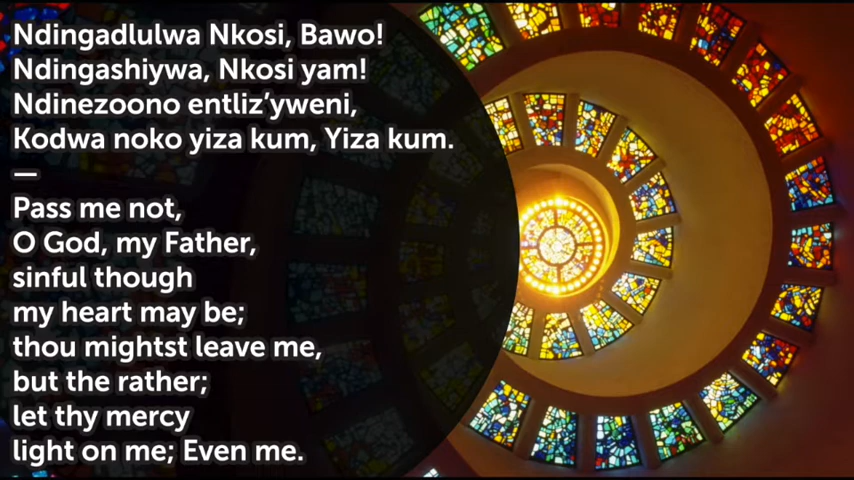 Ndingadlulwa Nkosi, Bawo!
Ndingashiywa, Nkosi yam!
Ndinezoono entliz’yweni,
Kodwa noko yiza kum, Yiza kum.
—
Pass me not,
O God, my Father,
sinful though
my heart may be;
thou mightst leave me,
but the rather;
let thy mercy
light on me; Even me.